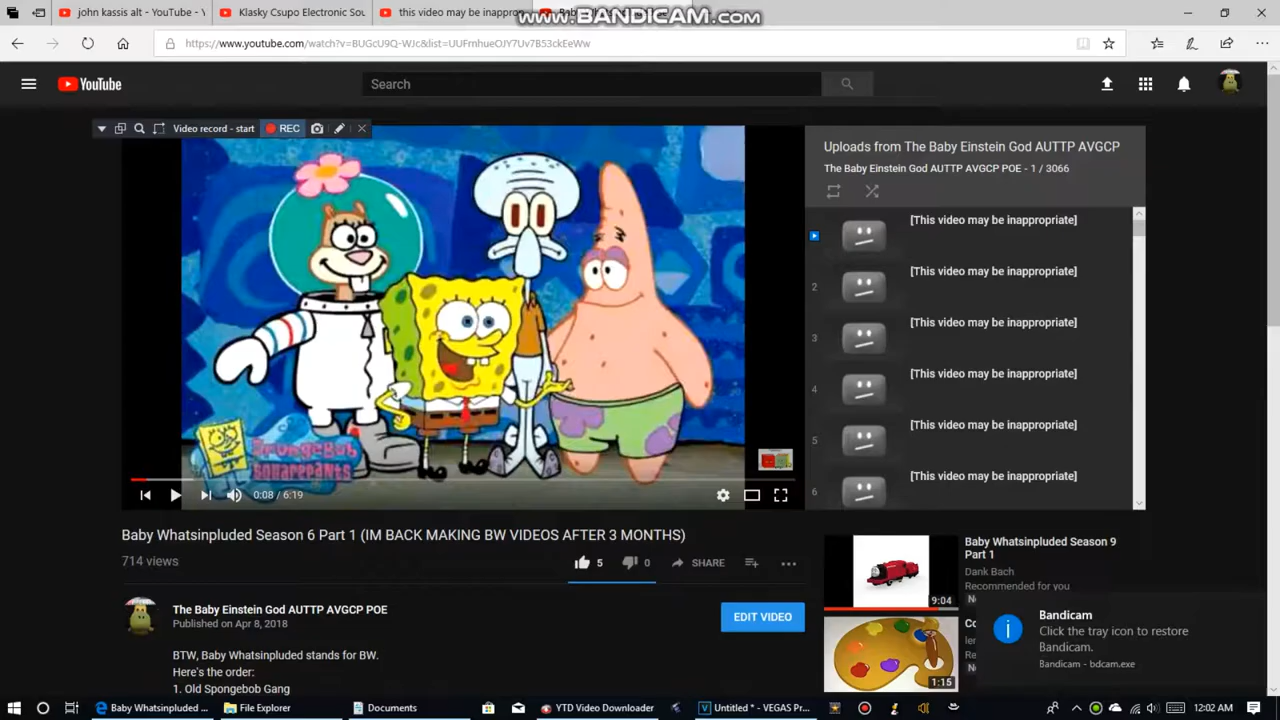 john kassis alt - YouTube - Y
Klasky Csupo Electronic Sou
this video may be inapprop
www.BANDICAM.com
https://www.youtube.com/watch?v=BUGcU9Q-WJc&list=UUFrnhueOJY7Uv7B53ckEeWw
YouTube
Search
Video record - start
REC
SpongeBob
SquarePants
0:08 / 6:19
Uploads from The Baby Einstein God AUTTP AVGCP
The Baby Einstein God AUTTP AVGCP POE - 1 / 3066
[This video may be inappropriate]
2 [This video may be inappropriate]
3 [This video may be inappropriate]
4 [This video may be inappropriate]
5 [This video may be inappropriate]
6 [This video may be inappropriate]
Baby Whatsinpluded Season 6 Part 1 (IM BACK MAKING BW VIDEOS AFTER 3 MONTHS)
714 views
5
0
SHARE
The Baby Einstein God AUTTP AVGCP POE
Published on Apr 8, 2018
EDIT VIDEO
BTW, Baby Whatsinpluded stands for BW.
Here's the order:
1. Old Spongebob Gang
Baby Whatsinpluded Season 9
Part 1
Dank Bach
Recommended for you
9:04
1:15
Bandicam
Click the tray icon to restore
Bandicam.
Bandicam - bdcam.exe
Baby Whatsinpluded ...
File Explorer
Documents
YTD Video Downloader
Untitled * - VEGAS Pr...
12:02 AM